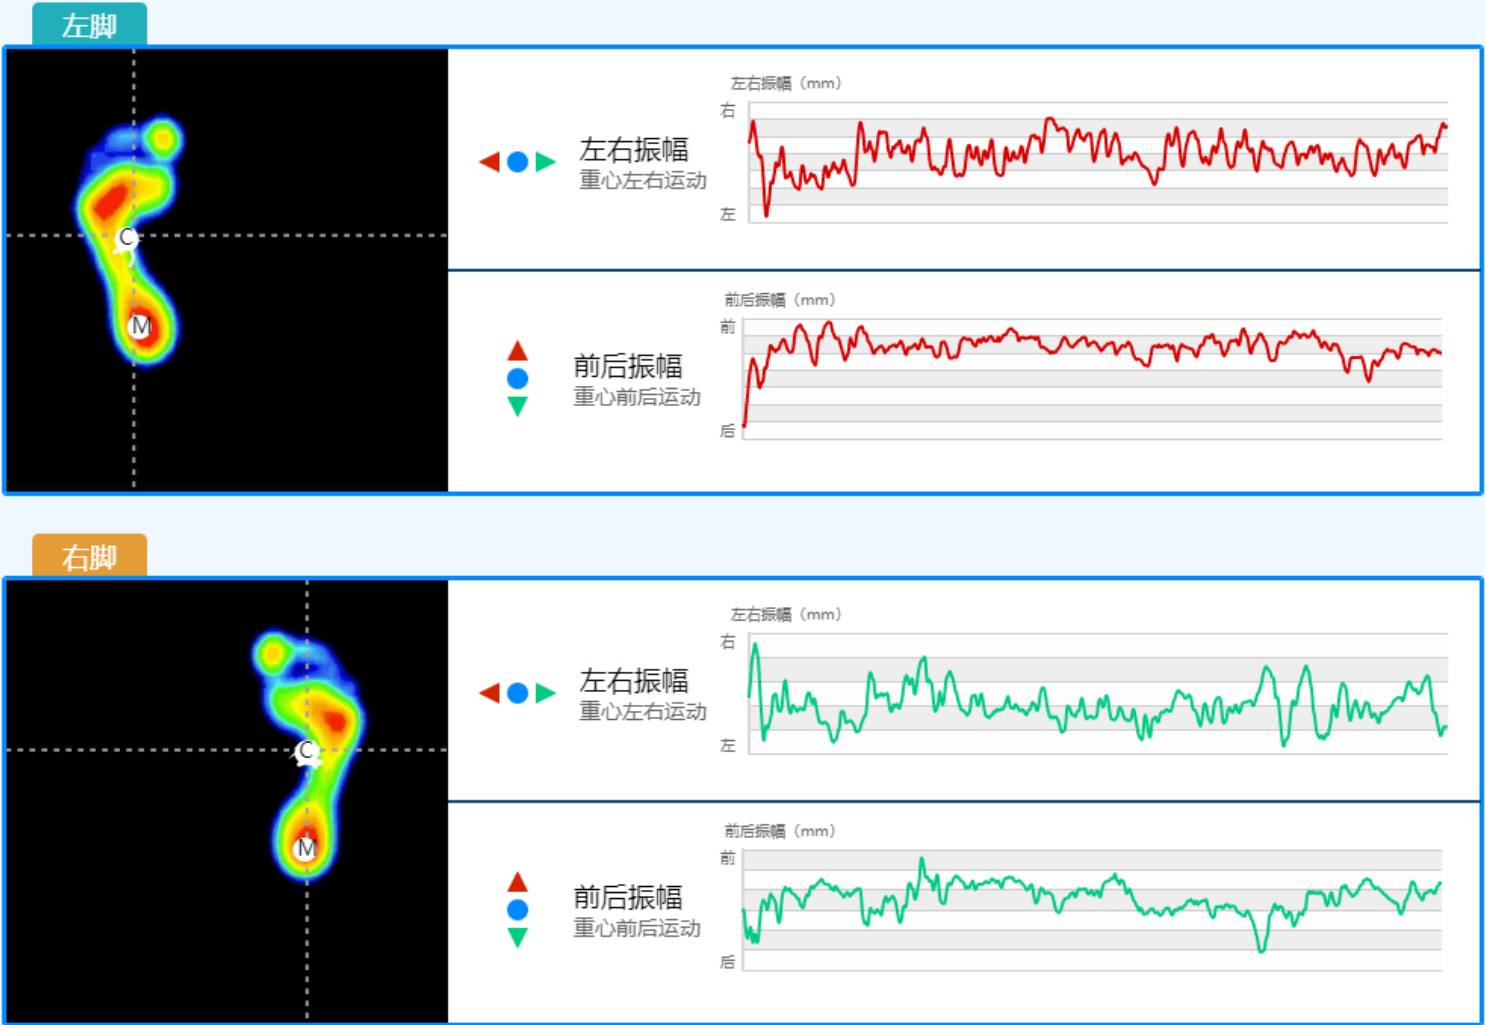 左脚
左右振幅（mm）
右
左右振幅
重心左右运动
左
C
M
前后振幅（mm）
前
前后振幅
重心前后运动
后
右脚
左右振幅（mm）
右
左右振幅
重心左右运动
左
C
M
前后振幅（mm）
前
前后振幅
重心前后运动
后